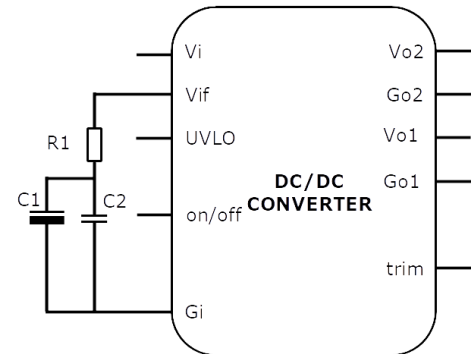 Vi
Vo2
Vif
Go2
R1
UVLO
Vo1
DC/DC
CONVERTER
Go1
C1
C2
on/off
trim
Gi